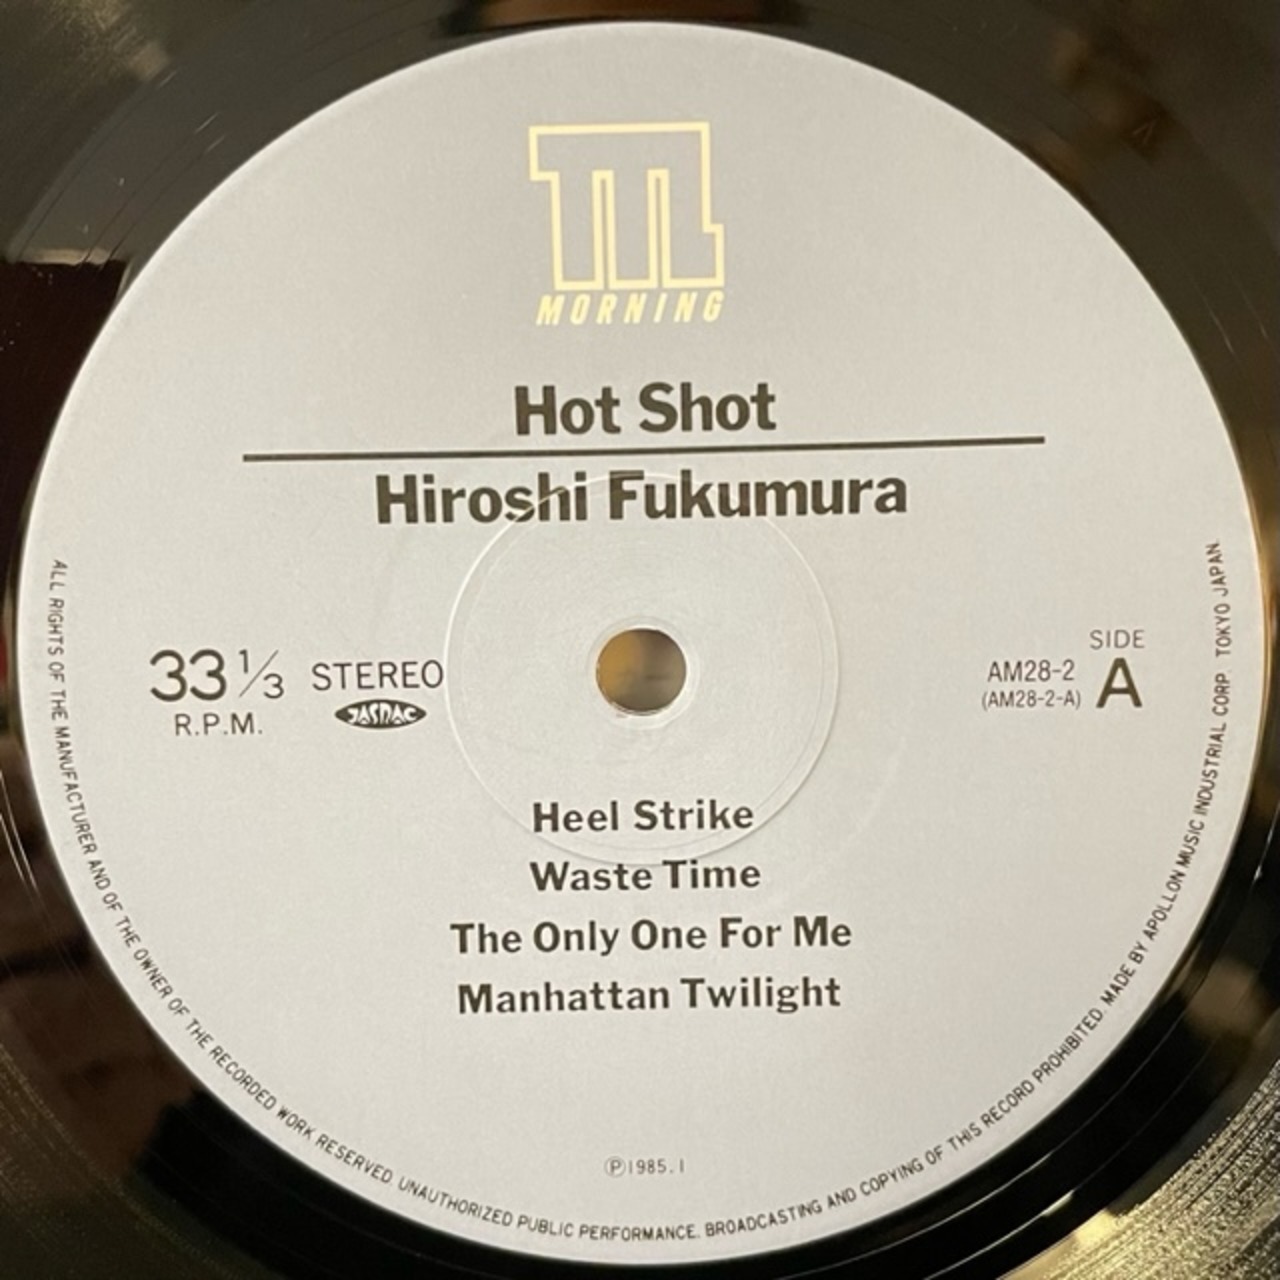 MORNING
Hot Shot
Hiroshi Fukumura
33 1/3
R.P.M.
STEREO
JASRAC
SIDE
A
AM28-2
(AM28-2-A)
Heel Strike
Waste Time
The Only One For Me
Manhattan Twilight
Ⓟ1985.1
ALL RIGHTS OF THE MANUFACTURER AND OF THE OWNER OF THE RECORDED WORK RESERVED. UNAUTHORIZED PUBLIC PERFORMANCE. BROADCASTING AND COPYING OF THIS RECORD PROHIBITED. MADE BY APOLLON MUSIC INDUSTRIAL CORP. TOKYO JAPAN.